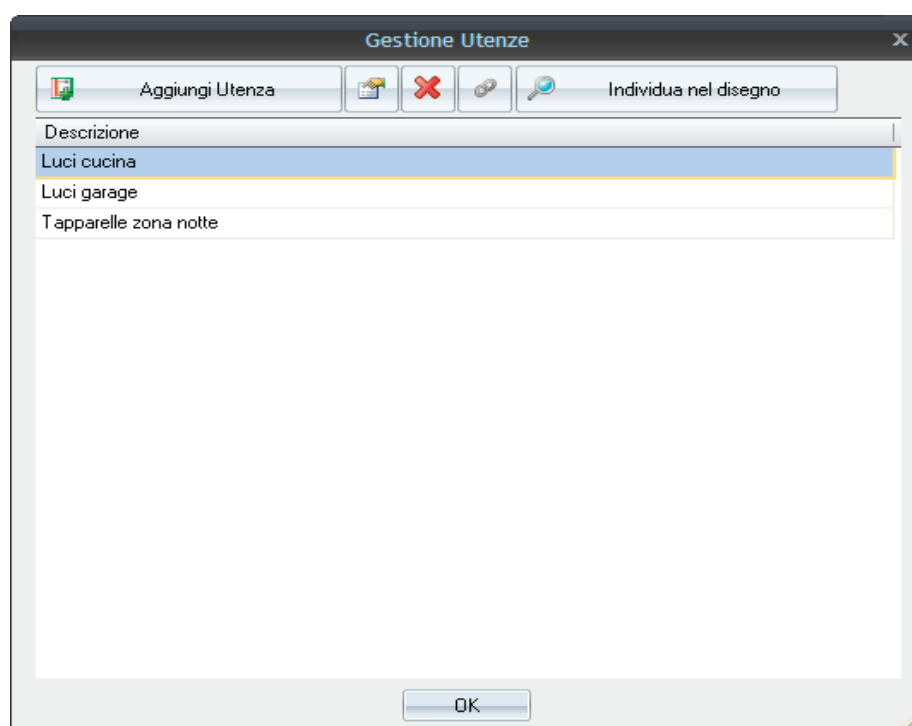 Gestione Utenze
Aggiungi Utenza Individua nel disegno
Descrizione
Luci cucina
Luci garage
Tapparelle zona notte
OK